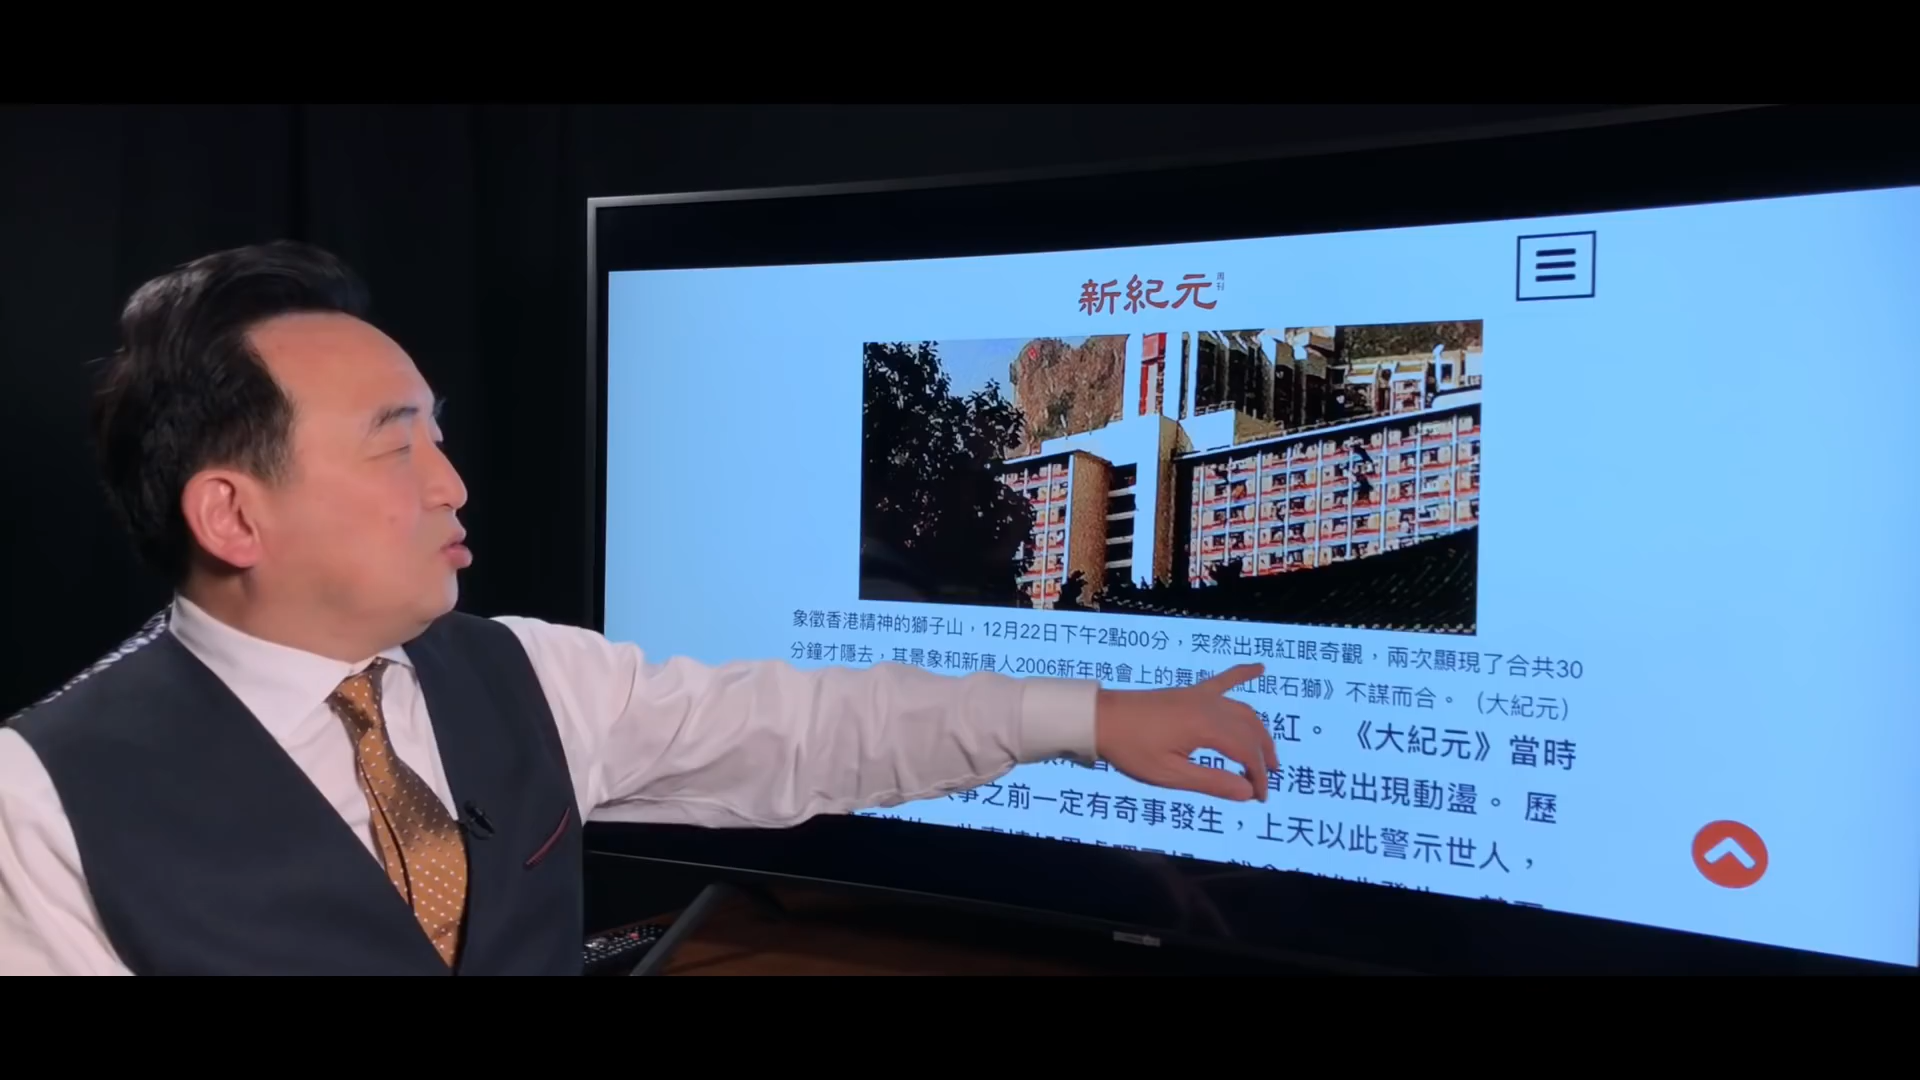 新紀元 周刊
象徵香港精神的獅子山，12月22日下午2點00分，突然出現紅眼奇觀，兩次顯現了合共30
分鐘才隱去，其景象和新唐人2006新年晚會上的舞劇《紅眼石獅》不謀而合。（大紀元）
紅。《大紀元》當時
香港或出現動盪。 歷
之前一定有奇事發生，上天以此警示世人，